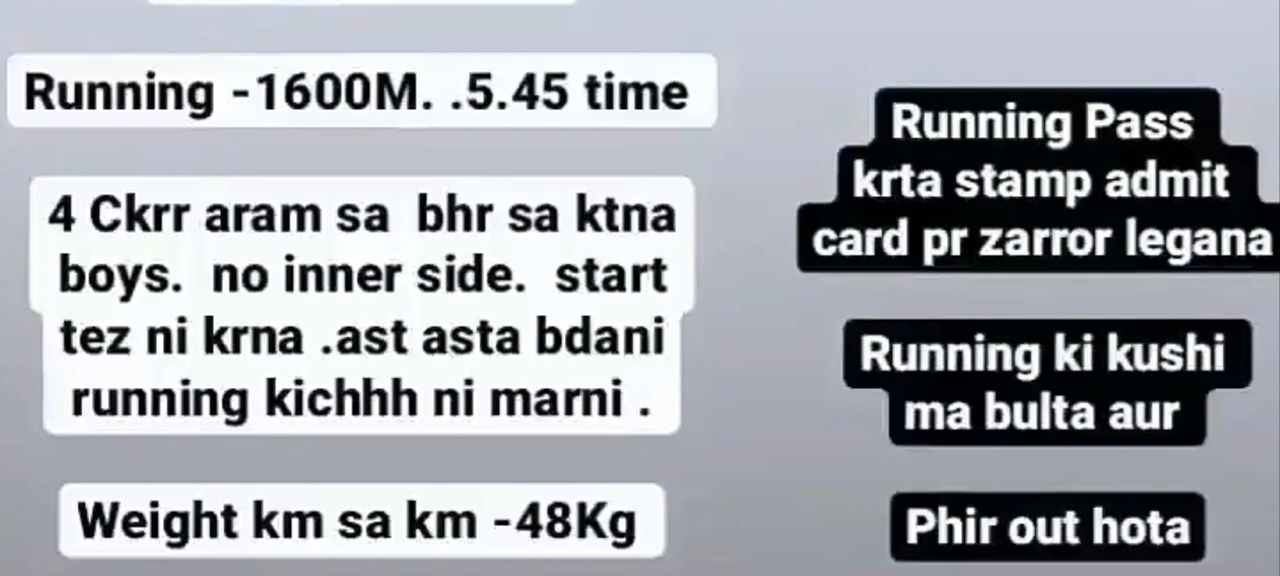 Running -1600M. .5.45 time
4 Ckrr aram sa  bhr sa ktna
boys.  no inner side.  start
tez ni krna .ast asta bdani
running kichhh ni marni .
Weight km sa km -48Kg
Running Pass
krta stamp admit
card pr zarror legana
Running ki kushi
ma bulta aur
Phir out hota